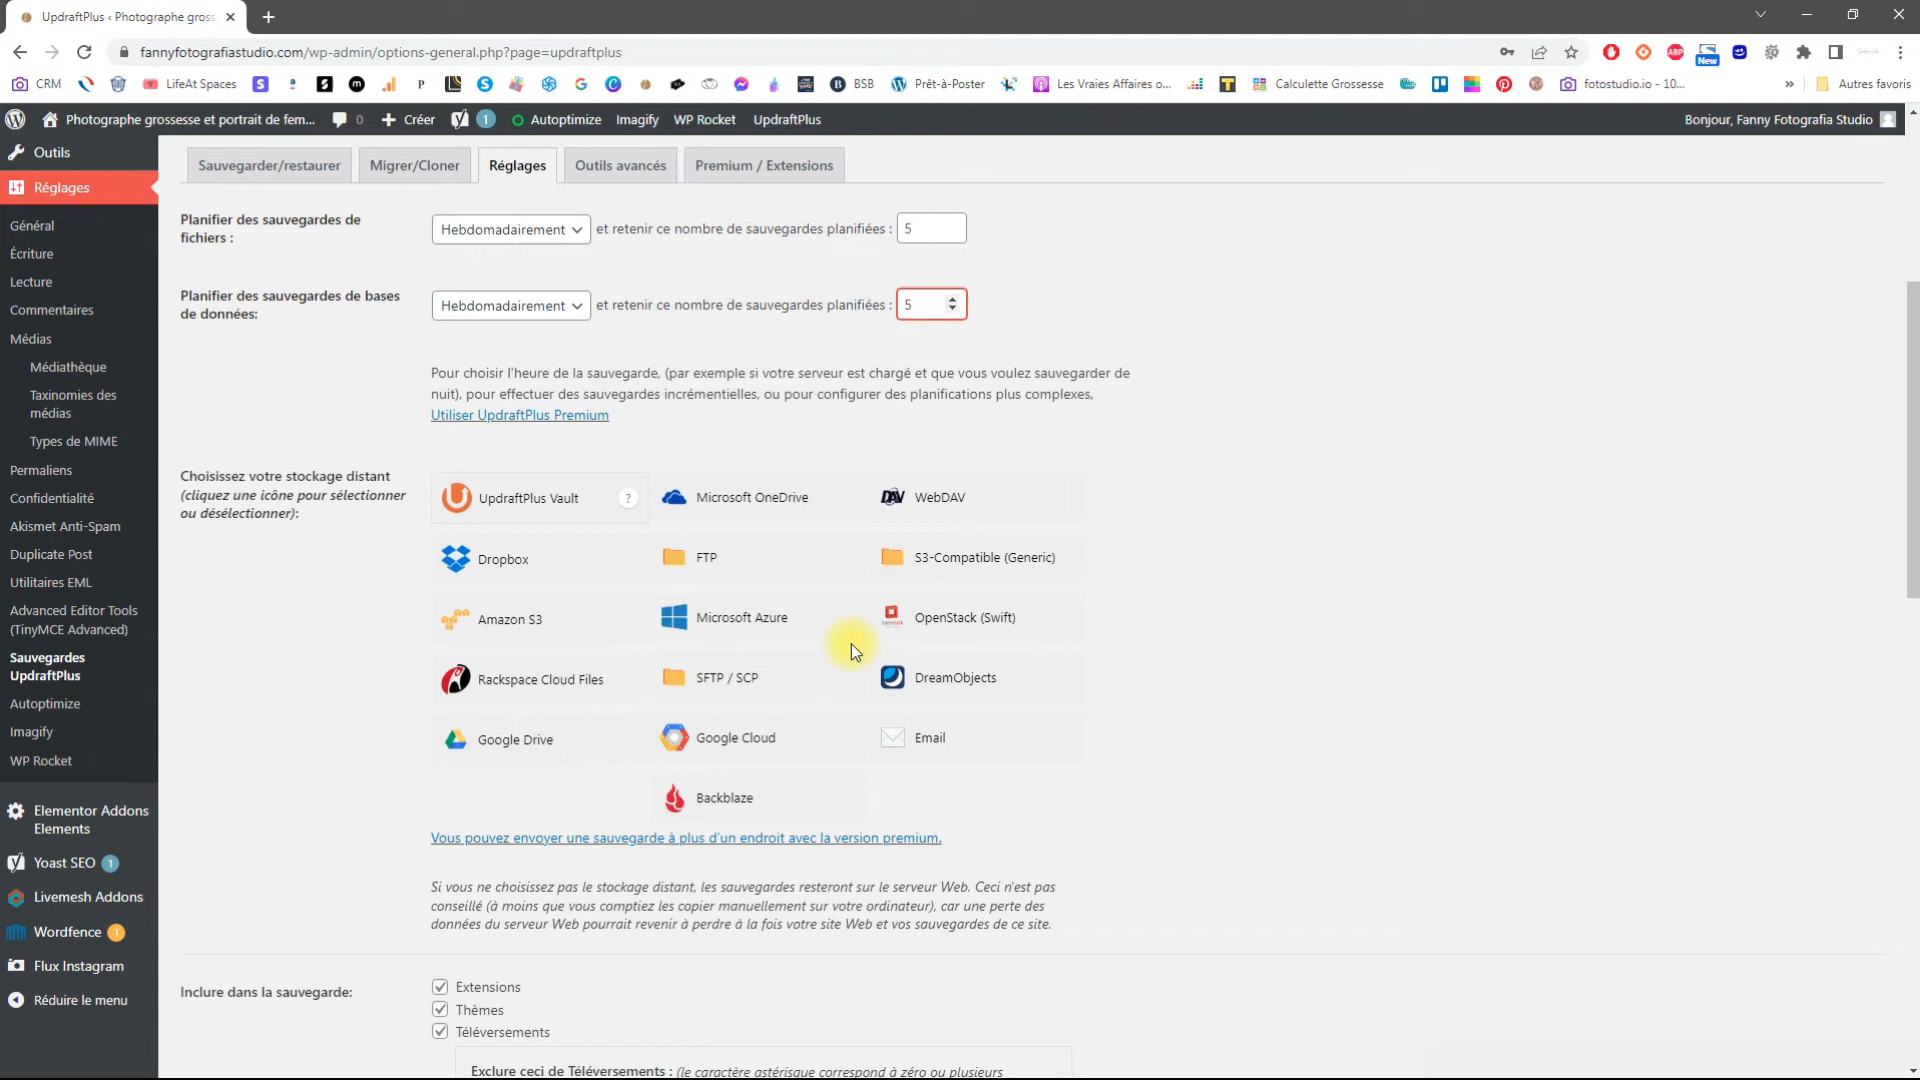 UpdraftPlus ‹ Photographe gross
fannyfotografiastudio.com/wp-admin/options-general.php?page=updraftplus
New
CRM
LifeAt Spaces
BSB
Prêt-à-Poster
Les Vraies Affaires o...
Calculette Grossesse
fotostudio.io - 10...
»
Autres favoris
Photographe grossesse et portrait de fem...
0
Créer
1
Autoptimize
Imagify
WP Rocket
UpdraftPlus
Bonjour, Fanny Fotografia Studio
Outils
Réglages
Général
Écriture
Lecture
Commentaires
Médias
Médiathèque
Taxinomies des
médias
Types de MIME
Permaliens
Confidentialité
Akismet Anti-Spam
Duplicate Post
Utilitaires EML
Advanced Editor Tools
(TinyMCE Advanced)
Sauvegardes
UpdraftPlus
Autoptimize
Imagify
WP Rocket
Elementor Addons
Elements
Yoast SEO 1
Livemesh Addons
Wordfence 1
Flux Instagram
Réduire le menu
Sauvegarder/restaurer
Migrer/Cloner
Réglages
Outils avancés
Premium / Extensions
Planifier des sauvegardes de
fichiers :
Hebdomadairement et retenir ce nombre de sauvegardes planifiées : 5
Planifier des sauvegardes de bases
de données:
Hebdomadairement et retenir ce nombre de sauvegardes planifiées : 5
Pour choisir l'heure de la sauvegarde, (par exemple si votre serveur est chargé et que vous voulez sauvegarder de
nuit), pour effectuer des sauvegardes incrémentielles, ou pour configurer des planifications plus complexes,
Utiliser UpdraftPlus Premium
Choisissez votre stockage distant
(cliquez une icône pour sélectionner
ou désélectionner):
UpdraftPlus Vault ?
Microsoft OneDrive
WebDAV
Dropbox
FTP
S3-Compatible (Generic)
Amazon S3
Microsoft Azure
OpenStack (Swift)
Rackspace Cloud Files
SFTP / SCP
DreamObjects
Google Drive
Google Cloud
Email
Backblaze
Vous pouvez envoyer une sauvegarde à plus d'un endroit avec la version premium.
Si vous ne choisissez pas le stockage distant, les sauvegardes resteront sur le serveur Web. Ceci n'est pas
conseillé (à moins que vous comptiez les copier manuellement sur votre ordinateur), car une perte des
données du serveur Web pourrait revenir à perdre à la fois votre site Web et vos sauvegardes de ce site.
Inclure dans la sauvegarde:
Extensions
Thèmes
Téléversements
Exclure ceci de Téléversements : (le caractère astérisque correspond à zéro ou plusieurs